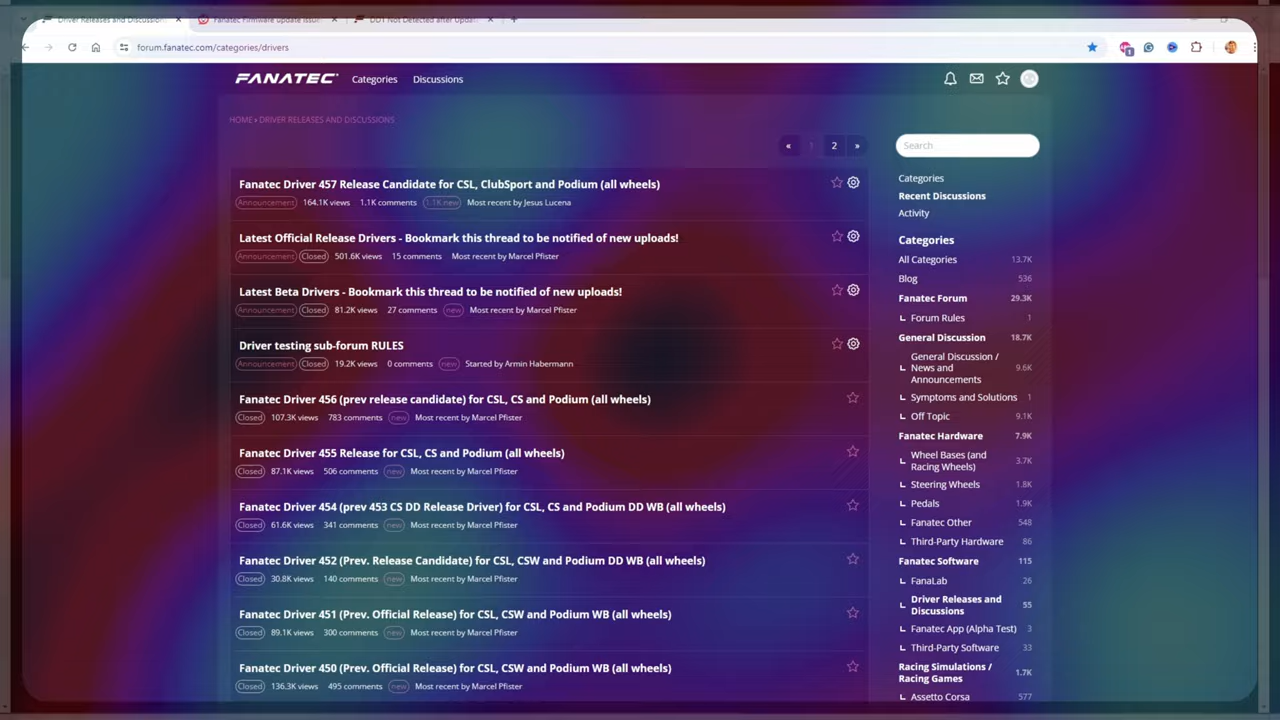 Driver Releases and Discussion
Fanatec Firmware update issu
DD1 Not Detected after Upda
forum.fanatec.com/categories/drivers
FANATEC
Categories
Discussions
HOME › DRIVER RELEASES AND DISCUSSIONS
« 1 2 »
Search
Fanatec Driver 457 Release Candidate for CSL, ClubSport and Podium (all wheels)
Announcement 164.1K views 1.1K comments 1.1K new Most recent by Jesus Lucena
Latest Official Release Drivers - Bookmark this thread to be notified of new uploads!
Announcement Closed 501.6K views 15 comments Most recent by Marcel Pfister
Latest Beta Drivers - Bookmark this thread to be notified of new uploads!
Announcement Closed 81.2K views 27 comments new Most recent by Marcel Pfister
Driver testing sub-forum RULES
Announcement Closed 19.2K views 0 comments new Started by Armin Habermann
Fanatec Driver 456 (prev release candidate) for CSL, CS and Podium (all wheels)
Closed 107.3K views 783 comments new Most recent by Marcel Pfister
Fanatec Driver 455 Release for CSL, CS and Podium (all wheels)
Closed 87.1K views 506 comments new Most recent by Marcel Pfister
Fanatec Driver 454 (prev 453 CS DD Release Driver) for CSL, CS and Podium DD WB (all wheels)
Closed 61.6K views 341 comments new Most recent by Marcel Pfister
Fanatec Driver 452 (Prev. Release Candidate) for CSL, CSW and Podium DD WB (all wheels)
Closed 30.8K views 140 comments new Most recent by Marcel Pfister
Fanatec Driver 451 (Prev. Official Release) for CSL, CSW and Podium WB (all wheels)
Closed 89.1K views 300 comments new Most recent by Marcel Pfister
Fanatec Driver 450 (Prev. Official Release) for CSL, CSW and Podium WB (all wheels)
Closed 136.3K views 495 comments new Most recent by Marcel Pfister
Categories
Recent Discussions
Activity
Categories
All Categories 13.7K
Blog 536
Fanatec Forum 29.3K
Forum Rules 1
General Discussion 18.7K
General Discussion /
News and 9.6K
Announcements
Symptoms and Solutions 1
Off Topic 9.1K
Fanatec Hardware 7.9K
Wheel Bases (and 3.7K
Racing Wheels)
Steering Wheels 1.8K
Pedals 1.9K
Fanatec Other 548
Third-Party Hardware 86
Fanatec Software 115
FanaLab 26
Driver Releases and 55
Discussions
Fanatec App (Alpha Test) 3
Third-Party Software 33
Racing Simulations / 1.7K
Racing Games
Assetto Corsa 577